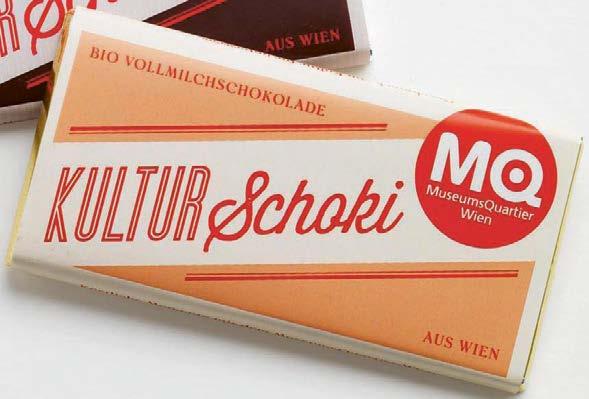 AUS WIEN
BIO VOLLMILCHSCHOKOLADE
KULTUR Schoki
MQ
MuseumsQuartier
Wien
AUS WIEN